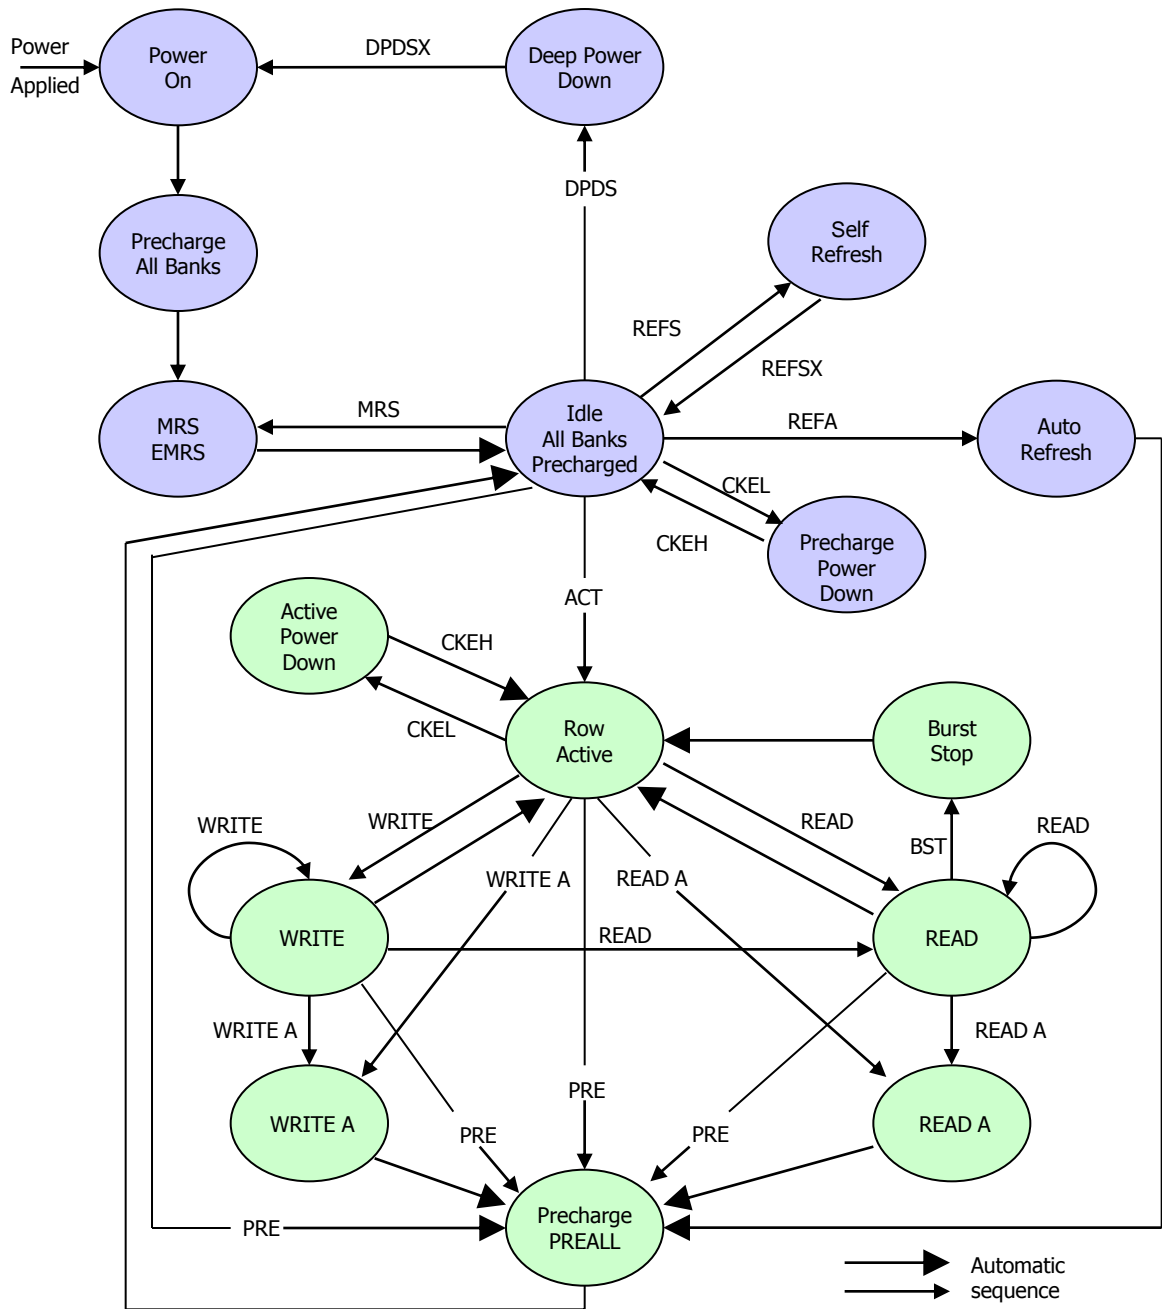 Power
Applied
Power
On
DPDSX
Deep Power
Down
DPDS
Precharge
All Banks
Self
Refresh
REFS
REFSX
MRS
EMRS
MRS
Idle
All Banks
Precharged
REFA
Auto
Refresh
CKEL
CKEH
Precharge
Power
Down
ACT
Active
Power
Down
CKEH
CKEL
Row
Active
Burst
Stop
WRITE
WRITE
READ
BST
READ
WRITE A
READ A
WRITE
READ
READ
WRITE A
READ A
WRITE A
PRE
READ A
PRE
PRE
PRE
Precharge
PREALL
Automatic
sequence